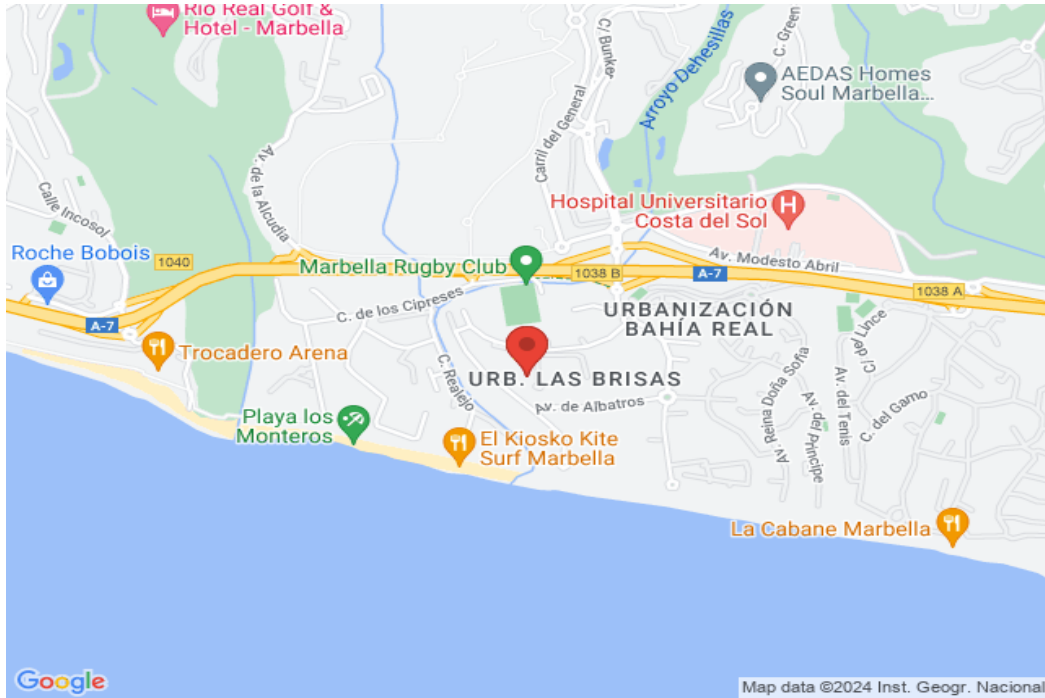 Rio Real Golf &
Hotel - Marbella
C/ Bunker
Arroyo Dehesillas
C. Green
AEDAS Homes
Soul Marbella...
Carril del General
Av. de la Alcudia
Calle Incosol
Hospital Universitario
Costa del Sol
Roche Bobois
1040
Marbella Rugby Club
1038 B
Av. Modesto Abril
A-7
1038 A
C. de los Cipreses
URBANIZACIÓN
BAHÍA REAL
A-7
Trocadero Arena
C/ del Lince
C. Realejo
URB. LAS BRISAS
Av. de Albatros
Av. Reina Doña Sofia
Av. del Principe
Av. del Tenis
C. del Gamo
Playa los
Monteros
El Kiosko Kite
Surf Marbella
La Cabane Marbella
Google
Map data ©2024 Inst. Geogr. Nacional